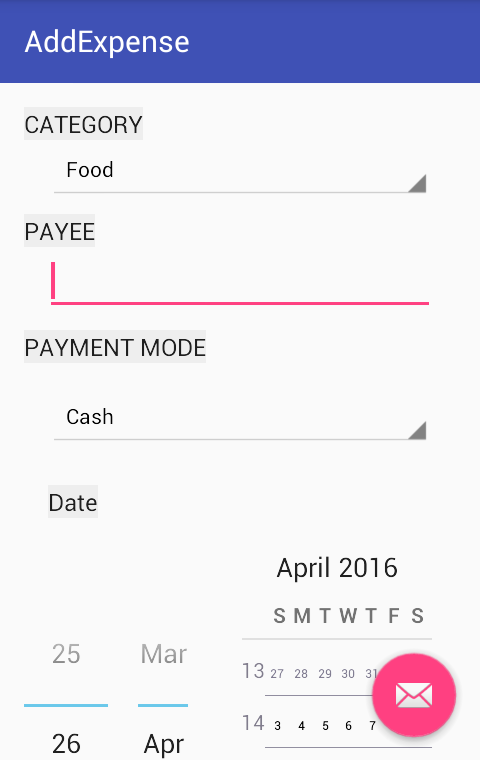 AddExpense
CATEGORY
Food
PAYEE
PAYMENT MODE
Cash
Date
April 2016
S M T W T F S
25 Mar
13 27 28 29 30 31
26 Apr
14 3 4 5 6 7